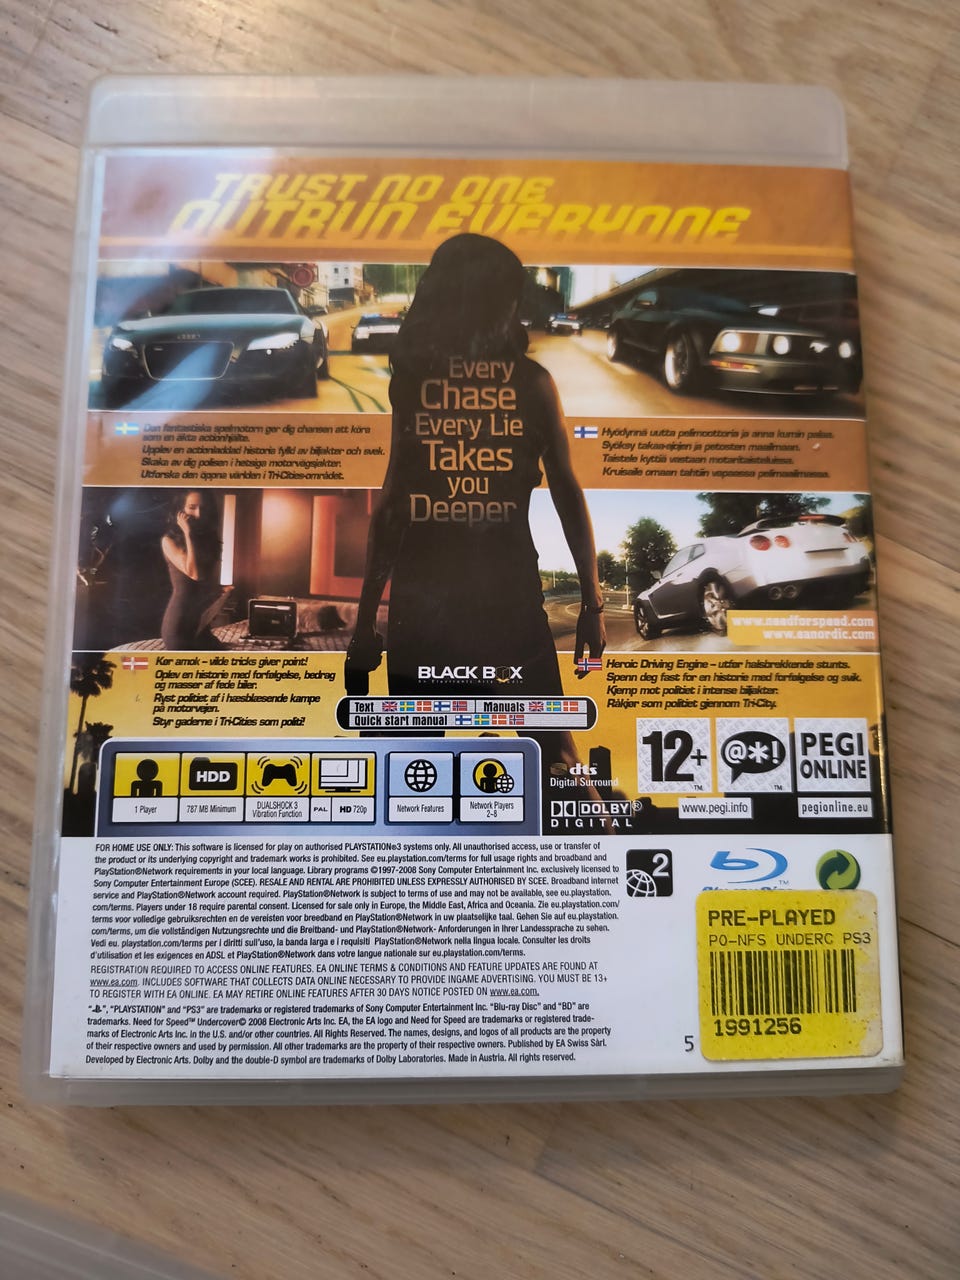 TRUST NO ONE
OUTRUN EVERYONE
Every
Chase
Every Lie
Takes
you
Deeper
Den fantastiska spelmotorn ger dig chansen att köra
som en äkta actionhjälte.
Upplev en actionladdad historia fylld av biljakter och svek.
Skaka av dig polisen i hetsiga motorvägsjakter.
Utforska den öppna världen i Tri-Cities-området.
Hyödynnä uutta pelimoottoria ja anna kumin palaa.
Syöksy takaa-ajojen ja petosten maailmaan.
Taistele kyttiä vastaan moottoriteillä.
Kruisaile omaan tahtiin vapaassa pelimaailmassa.
www.needforspeed.com
www.eanordic.com
Kør amok – vilde tricks giver point!
Oplev en historie med forfølgelse, bedrag
og masser af fede biler.
Ryst politiet af i hæsblæsende kampe
på motorvejen.
Styr gaderne i Tri-Cities som politi!
BLACK BOX
Heroic Driving Engine – utfør halsbrekkende stunts.
Spenn deg fast for en historie med forfølgelse og svik.
Kjemp mot politiet i intense biljakter.
Råkjør som politiet gjennom Tri-City.
Text Manuals
Quick start manual
HDD
1 Player
787 MB Minimum
DUALSHOCK 3
Vibration Function
PAL
HD 720p
Network Features
Network Players
2-8
dts
Digital Surround
DOLBY®
DIGITAL
12+
TM
@*!
TM
PEGI
ONLINE
www.pegi.info
pegionline.eu
FOR HOME USE ONLY: This software is licensed for play on authorised PLAYSTATION®3 systems only. All unauthorised access, use or transfer of
the product or its underlying copyright and trademark works is prohibited. See eu.playstation.com/terms for full usage rights and broadband and
PlayStation®Network requirements in your local language. Library programs ©1997-2008 Sony Computer Entertainment Inc. exclusively licensed to
Sony Computer Entertainment Europe (SCEE). RESALE AND RENTAL ARE PROHIBITED UNLESS EXPRESSLY AUTHORISED BY SCEE. Broadband internet
service and PlayStation®Network account required. PlayStation®Network is subject to terms of use and may not be available, see eu.playstation.
com/terms. Players under 18 require parental consent. Licensed for sale only in Europe, the Middle East, Africa and Oceania. Zie eu.playstation.com/
terms voor volledige gebruiksrechten en de vereisten voor breedband en PlayStation®Network in uw plaatselijke taal. Gehen Sie auf eu.playstation.
com/terms, um die vollständigen Nutzungsrechte und die Breitband- und PlayStation®Network- Anforderungen in Ihrer Landessprache zu sehen.
Vedi eu. playstation.com/terms per i diritti sull'uso, la banda larga e i requisiti PlayStation®Network nella lingua locale. Consulter les droits
d'utilisation et les exigences en ADSL et PlayStation®Network dans votre langue nationale sur eu.playstation.com/terms.
REGISTRATION REQUIRED TO ACCESS ONLINE FEATURES. EA ONLINE TERMS & CONDITIONS AND FEATURE UPDATES ARE FOUND AT
www.ea.com. INCLUDES SOFTWARE THAT COLLECTS DATA ONLINE NECESSARY TO PROVIDE INGAME ADVERTISING. YOU MUST BE 13+
TO REGISTER WITH EA ONLINE. EA MAY RETIRE ONLINE FEATURES AFTER 30 DAYS NOTICE POSTED ON www.ea.com.
"PLAYSTATION" and "PS3" are trademarks or registered trademarks of Sony Computer Entertainment Inc. "Blu-ray Disc" and "BD" are
trademarks. Need for Speed™ Undercover© 2008 Electronic Arts Inc. EA, the EA logo and Need for Speed are trademarks or registered trade-
marks of Electronic Arts Inc. in the U.S. and/or other countries. All Rights Reserved. The names, designs, and logos of all products are the property
of their respective owners and used by permission. All other trademarks are the property of their respective owners. Published by EA Swiss Sàrl.
Developed by Electronic Arts. Dolby and the double-D symbol are trademarks of Dolby Laboratories. Made in Austria. All rights reserved.
2
TM
PRE-PLAYED
PO-NFS UNDERC PS3
1991256
5